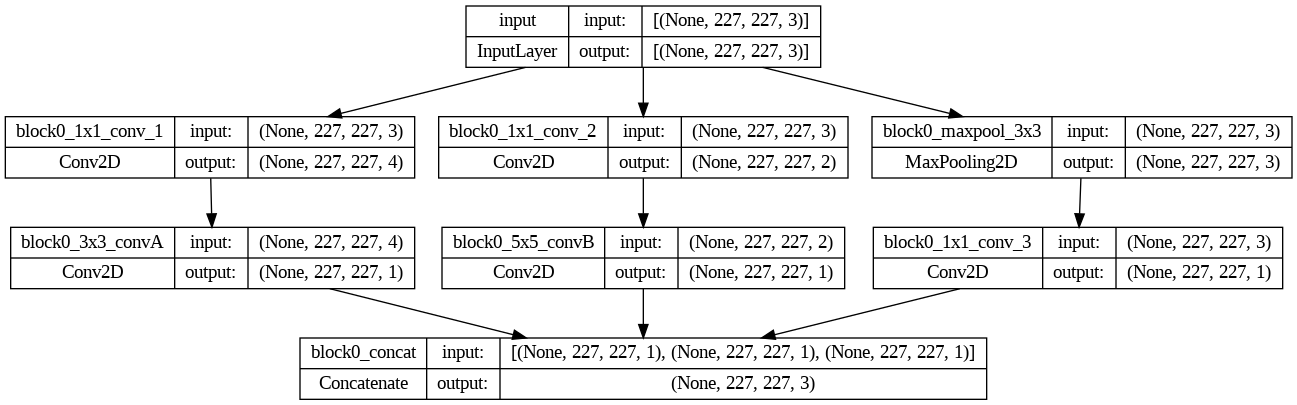 input input: [(None, 227, 227, 3)]
InputLayer output: [(None, 227, 227, 3)]
block0_1x1_conv_1 input: (None, 227, 227, 3)
Conv2D output: (None, 227, 227, 4)
block0_1x1_conv_2 input: (None, 227, 227, 3)
Conv2D output: (None, 227, 227, 2)
block0_maxpool_3x3 input: (None, 227, 227, 3)
MaxPooling2D output: (None, 227, 227, 3)
block0_3x3_convA input: (None, 227, 227, 4)
Conv2D output: (None, 227, 227, 1)
block0_5x5_convB input: (None, 227, 227, 2)
Conv2D output: (None, 227, 227, 1)
block0_1x1_conv_3 input: (None, 227, 227, 3)
Conv2D output: (None, 227, 227, 1)
block0_concat input: [(None, 227, 227, 1), (None, 227, 227, 1), (None, 227, 227, 1)]
Concatenate output: (None, 227, 227, 3)